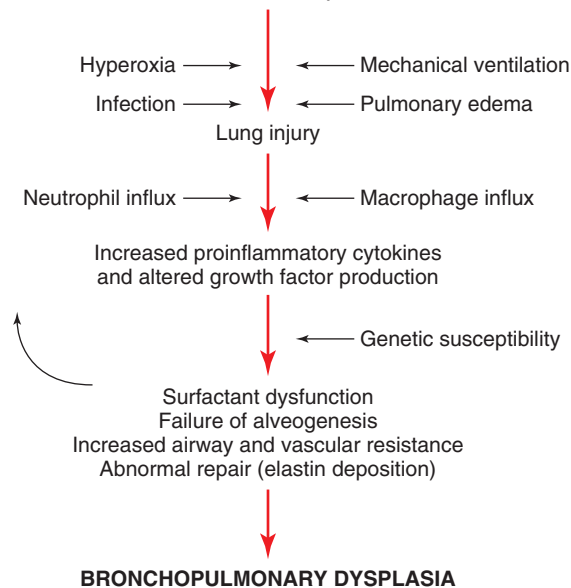 Hyperoxia Mechanical ventilation
Infection Pulmonary edema
Lung injury
Neutrophil influx Macrophage influx
Increased proinflammatory cytokines
and altered growth factor production
Genetic susceptibility
Surfactant dysfunction
Failure of alveogenesis
Increased airway and vascular resistance
Abnormal repair (elastin deposition)
BRONCHOPULMONARY DYSPLASIA